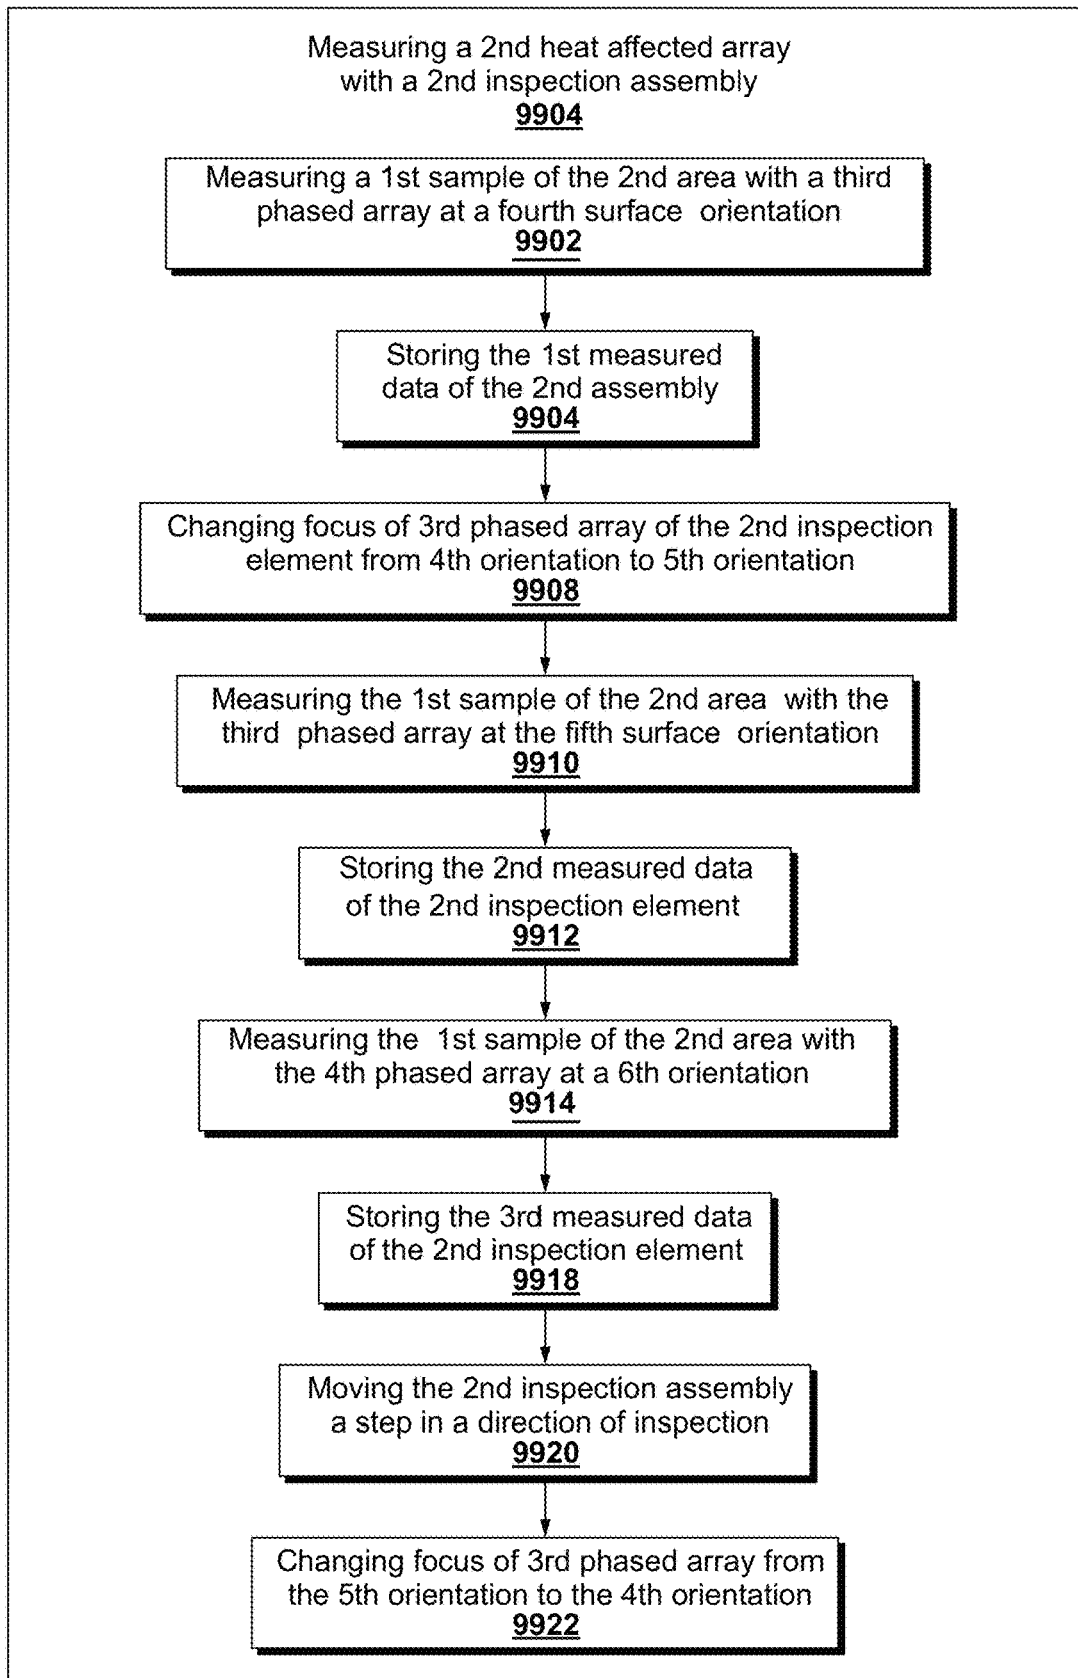 Measuring a 2nd heat affected array
with a 2nd inspection assembly
9904
Measuring a 1st sample of the 2nd area with a third
phased array at a fourth surface orientation
9902
Storing the 1st measured
data of the 2nd assembly
9904
Changing focus of 3rd phased array of the 2nd inspection
element from 4th orientation to 5th orientation
9908
Measuring the 1st sample of the 2nd area with the
third phased array at the fifth surface orientation
9910
Storing the 2nd measured data
of the 2nd inspection element
9912
Measuring the 1st sample of the 2nd area with
the 4th phased array at a 6th orientation
9914
Storing the 3rd measured data
of the 2nd inspection element
9918
Moving the 2nd inspection assembly
a step in a direction of inspection
9920
Changing focus of 3rd phased array from
the 5th orientation to the 4th orientation
9922